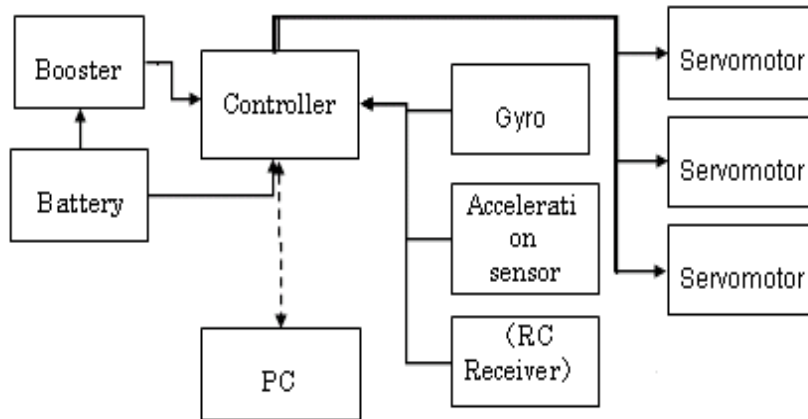 Booster
Battery
Controller
PC
Gyro
Accelerati
on
sensor
(RC
Receiver)
Servomotor
Servomotor
Servomotor